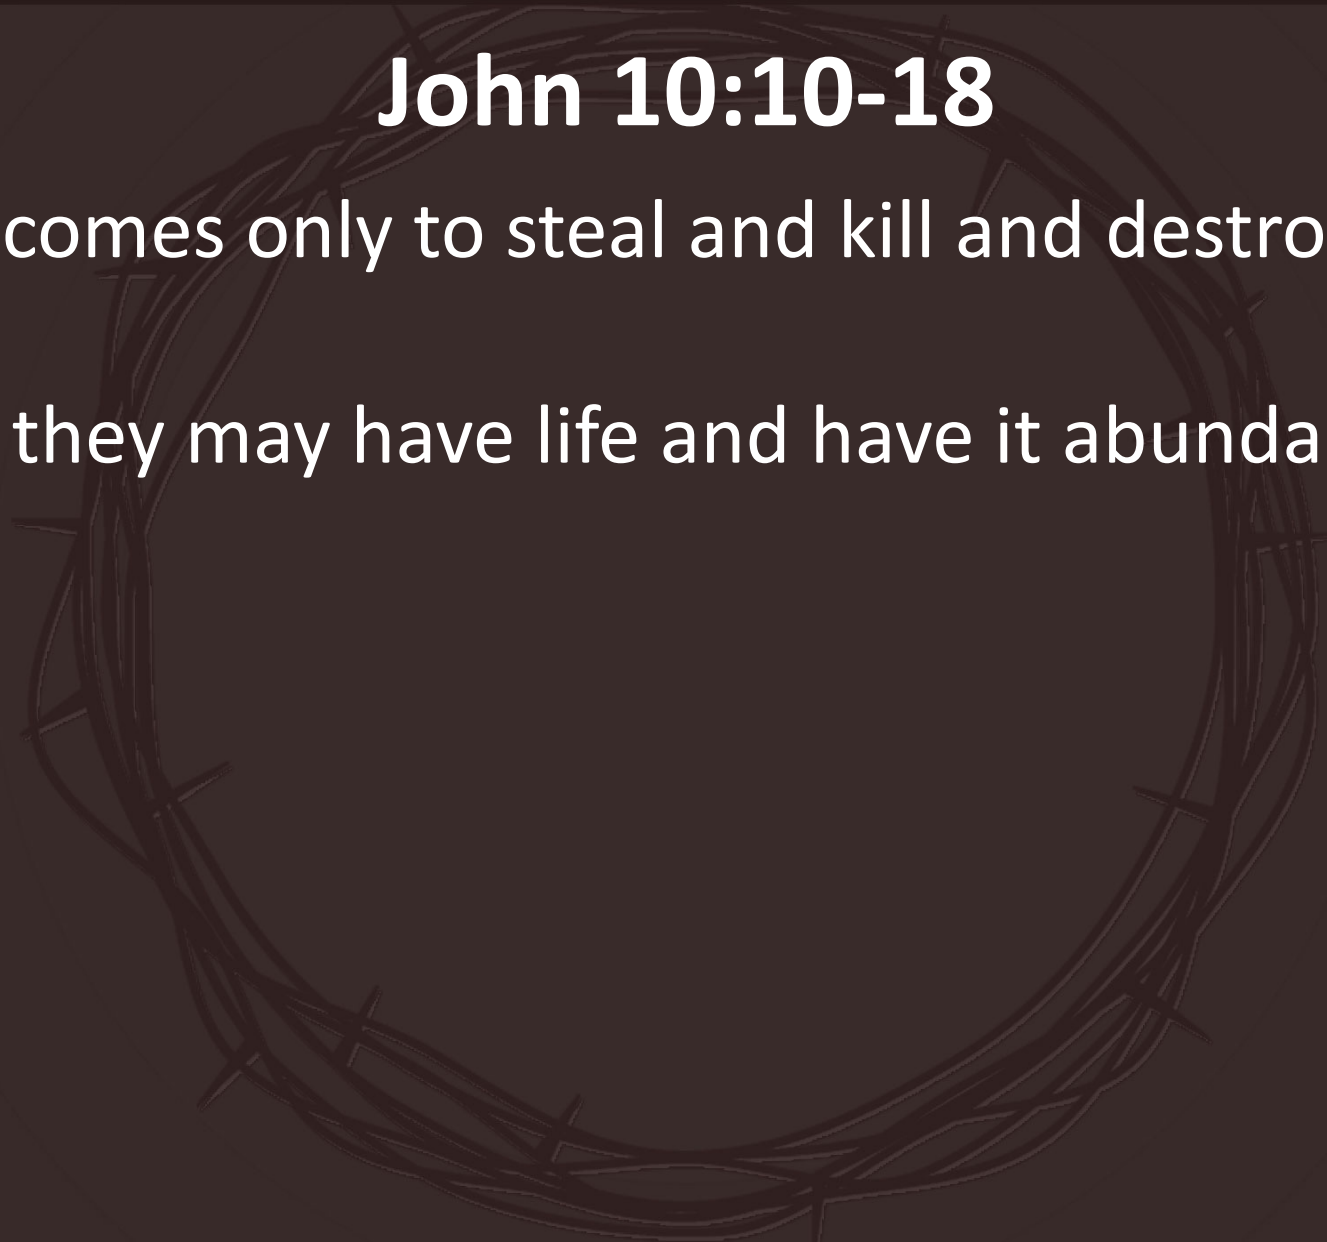 John 10:10-18
comes only to steal and kill and destro
they may have life and have it abunda